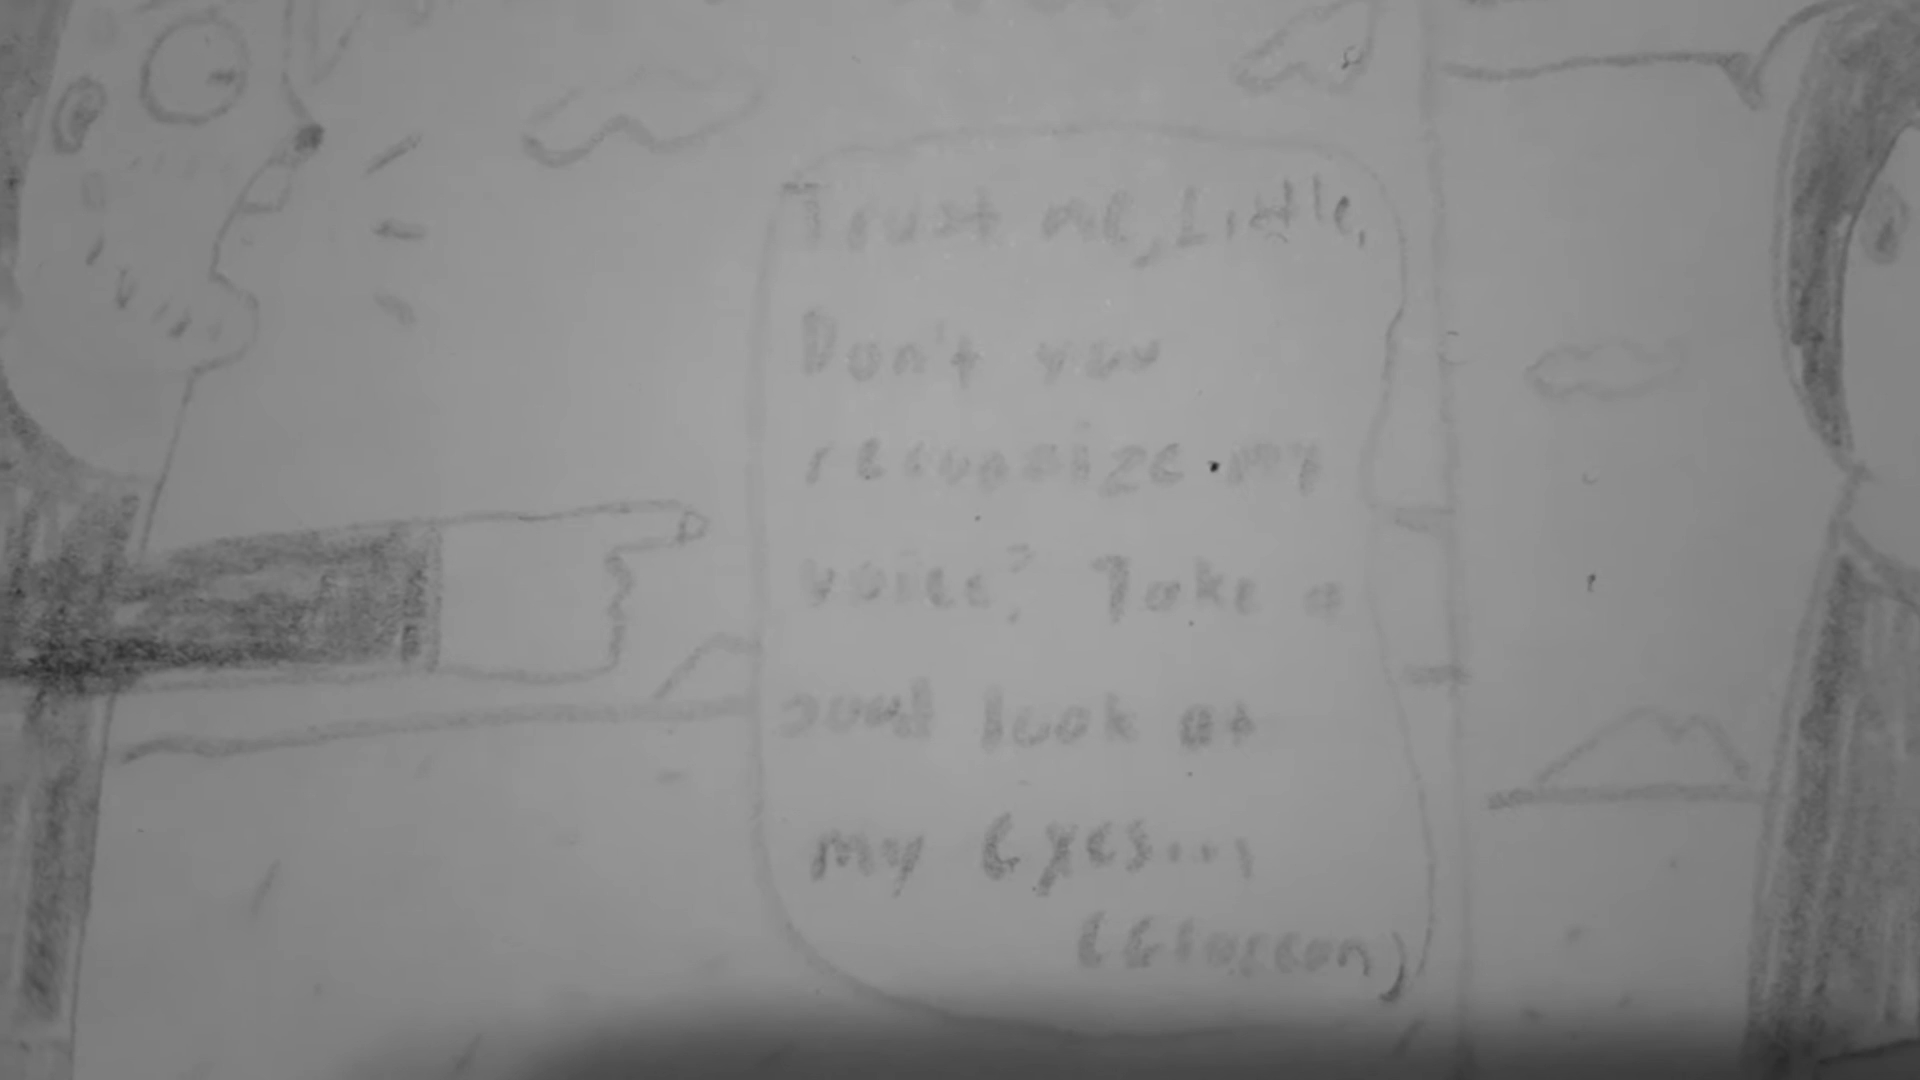 Trust me, Little,
Don't you
recognize my
voice? Take a
good look at
my eyes...,